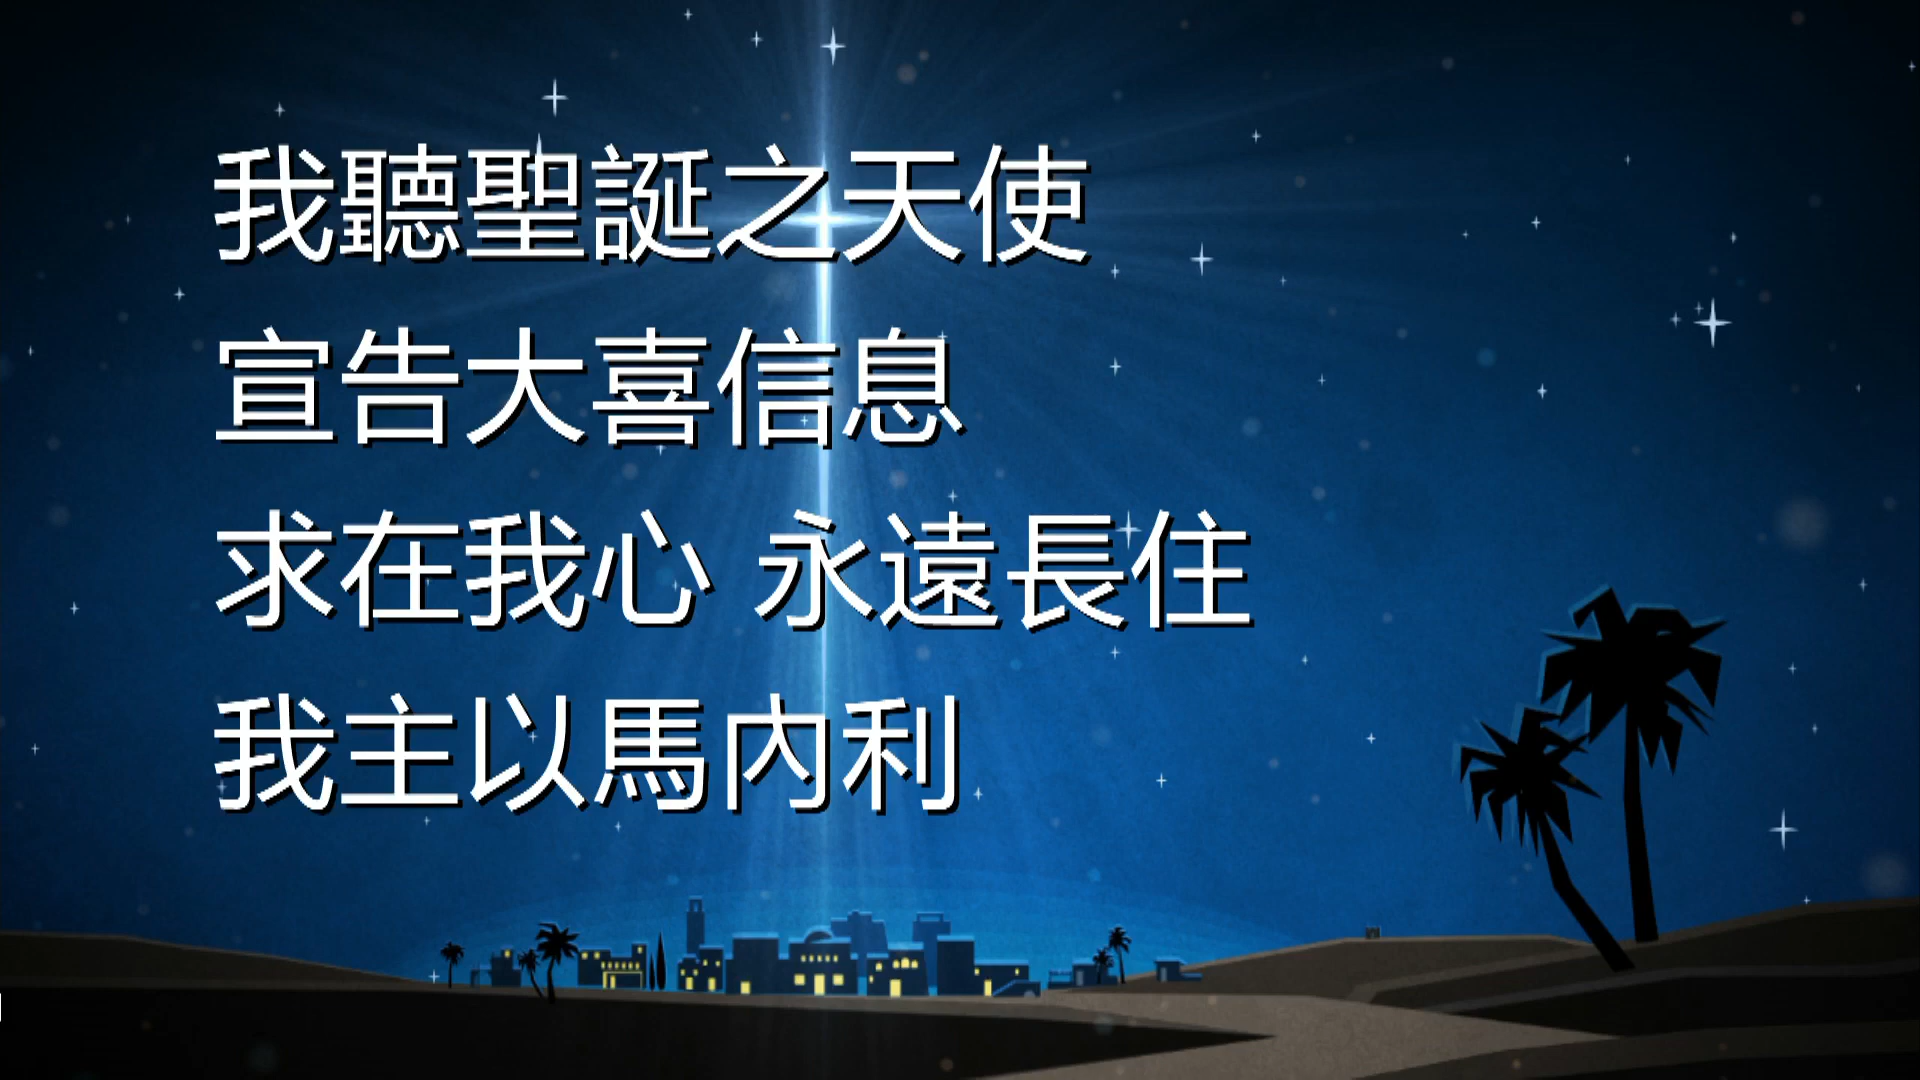 我聽聖誕之天使
宣告大喜信息
求在我心 永遠長住
我主以馬內利